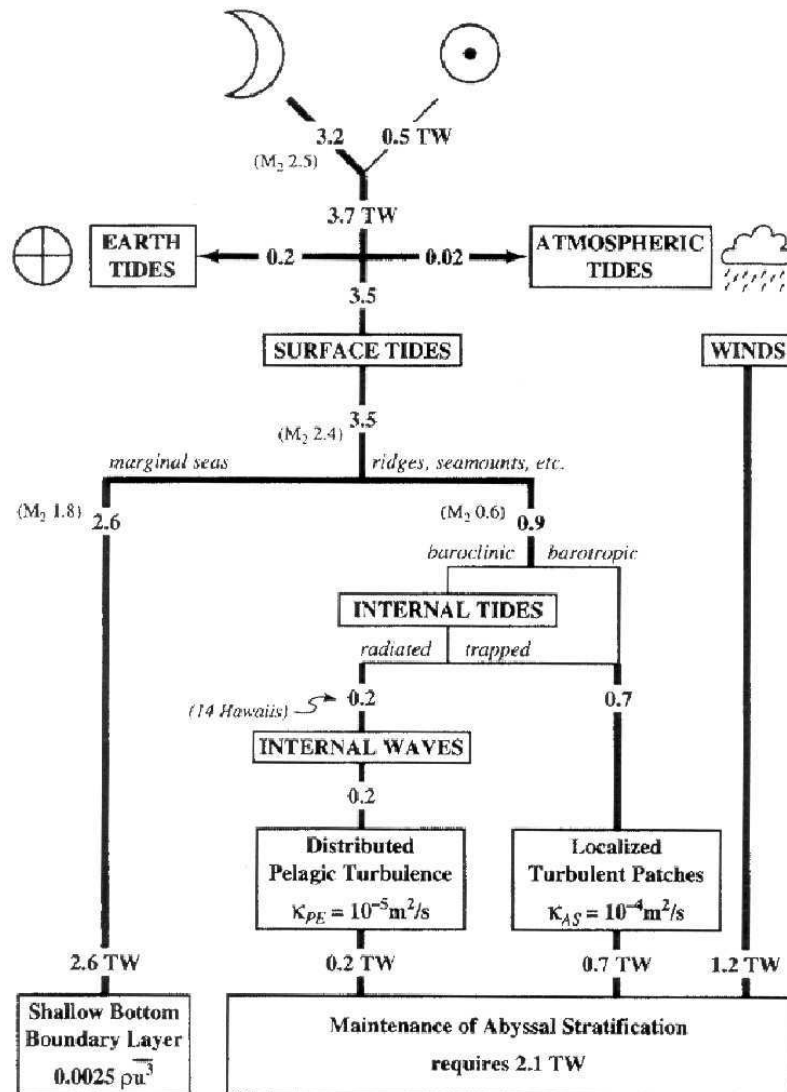 3.2 0.5 TW
(M₂ 2.5)
3.7 TW
EARTH
TIDES
0.2 0.02
ATMOSPHERIC
TIDES
3.5
SURFACE TIDES
WINDS
3.5
(M₂ 2.4)
marginal seas ridges, seamounts, etc.
(M₂ 1.8) 2.6
(M₂ 0.6) 0.9
baroclinic barotropic
INTERNAL TIDES
radiated trapped
(14 Hawaiis) 0.2
0.7
INTERNAL WAVES
0.2
Distributed
Pelagic Turbulence
κ_PE = 10⁻⁵m²/s
Localized
Turbulent Patches
κ_AS = 10⁻⁴m²/s
2.6 TW 0.2 TW 0.7 TW 1.2 TW
Shallow Bottom
Boundary Layer
0.0025 ρu̅³
Maintenance of Abyssal Stratification
requires 2.1 TW